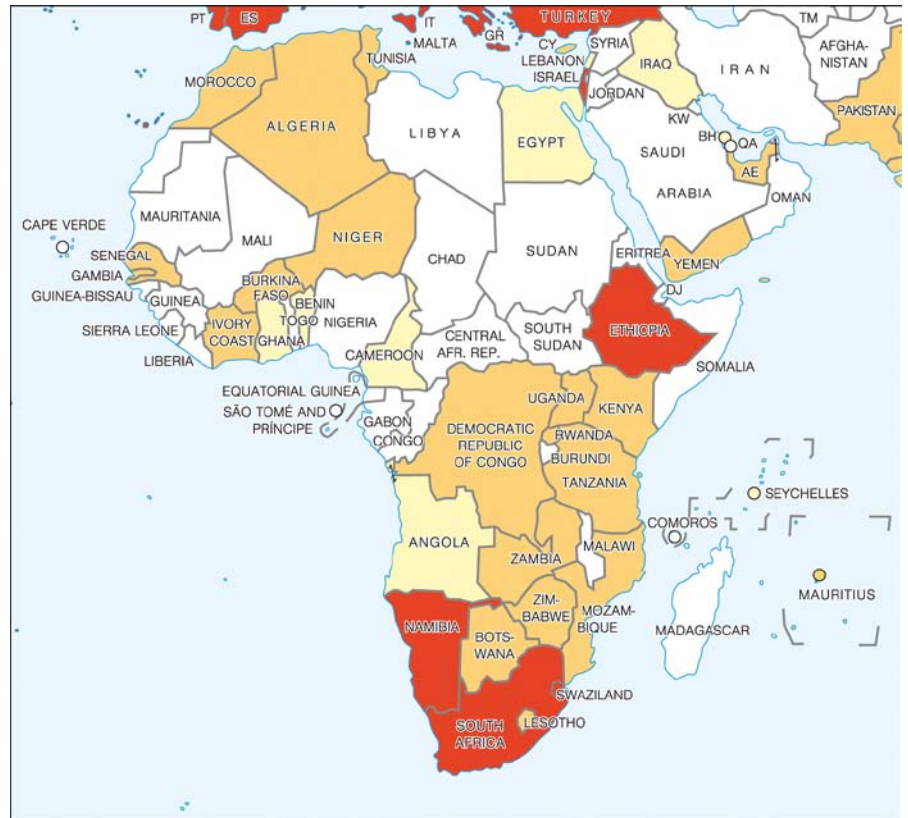 PT
ES
IT
TURKEY
GR
TM
MALTA
CY
SYRIA
AFGHA-
NISTAN
TUNISIA
LEBANON
IRAQ
IRAN
ISRAEL
MOROCCO
JORDAN
PAKISTAN
KW
ALGERIA
LIBYA
EGYPT
BH
QA
SAUDI
ARABIA
AE
OMAN
MAURITANIA
CAPE VERDE
MALI
NIGER
SENEGAL
CHAD
SUDAN
ERITREA
YEMEN
GAMBIA
BURKINA
FASO
DJ
GUINEA-BISSAU
GUINEA
BENIN
TOGO
NIGERIA
SIERRA LEONE
IVORY
COAST
GHANA
CENTRAL
AFR. REP.
SOUTH
SUDAN
ETHIOPIA
LIBERIA
CAMEROON
SOMALIA
EQUATORIAL GUINEA
UGANDA
KENYA
SÃO TOMÉ AND
PRÍNCIPE
GABON
CONGO
DEMOCRATIC
REPUBLIC
OF CONGO
RWANDA
BURUNDI
TANZANIA
SEYCHELLES
COMOROS
ANGOLA
ZAMBIA
MALAWI
MAURITIUS
ZIM-
BABWE
MOZAM-
BIQUE
NAMIBIA
BOTS-
WANA
MADAGASCAR
SWAZILAND
SOUTH
AFRICA
LESOTHO